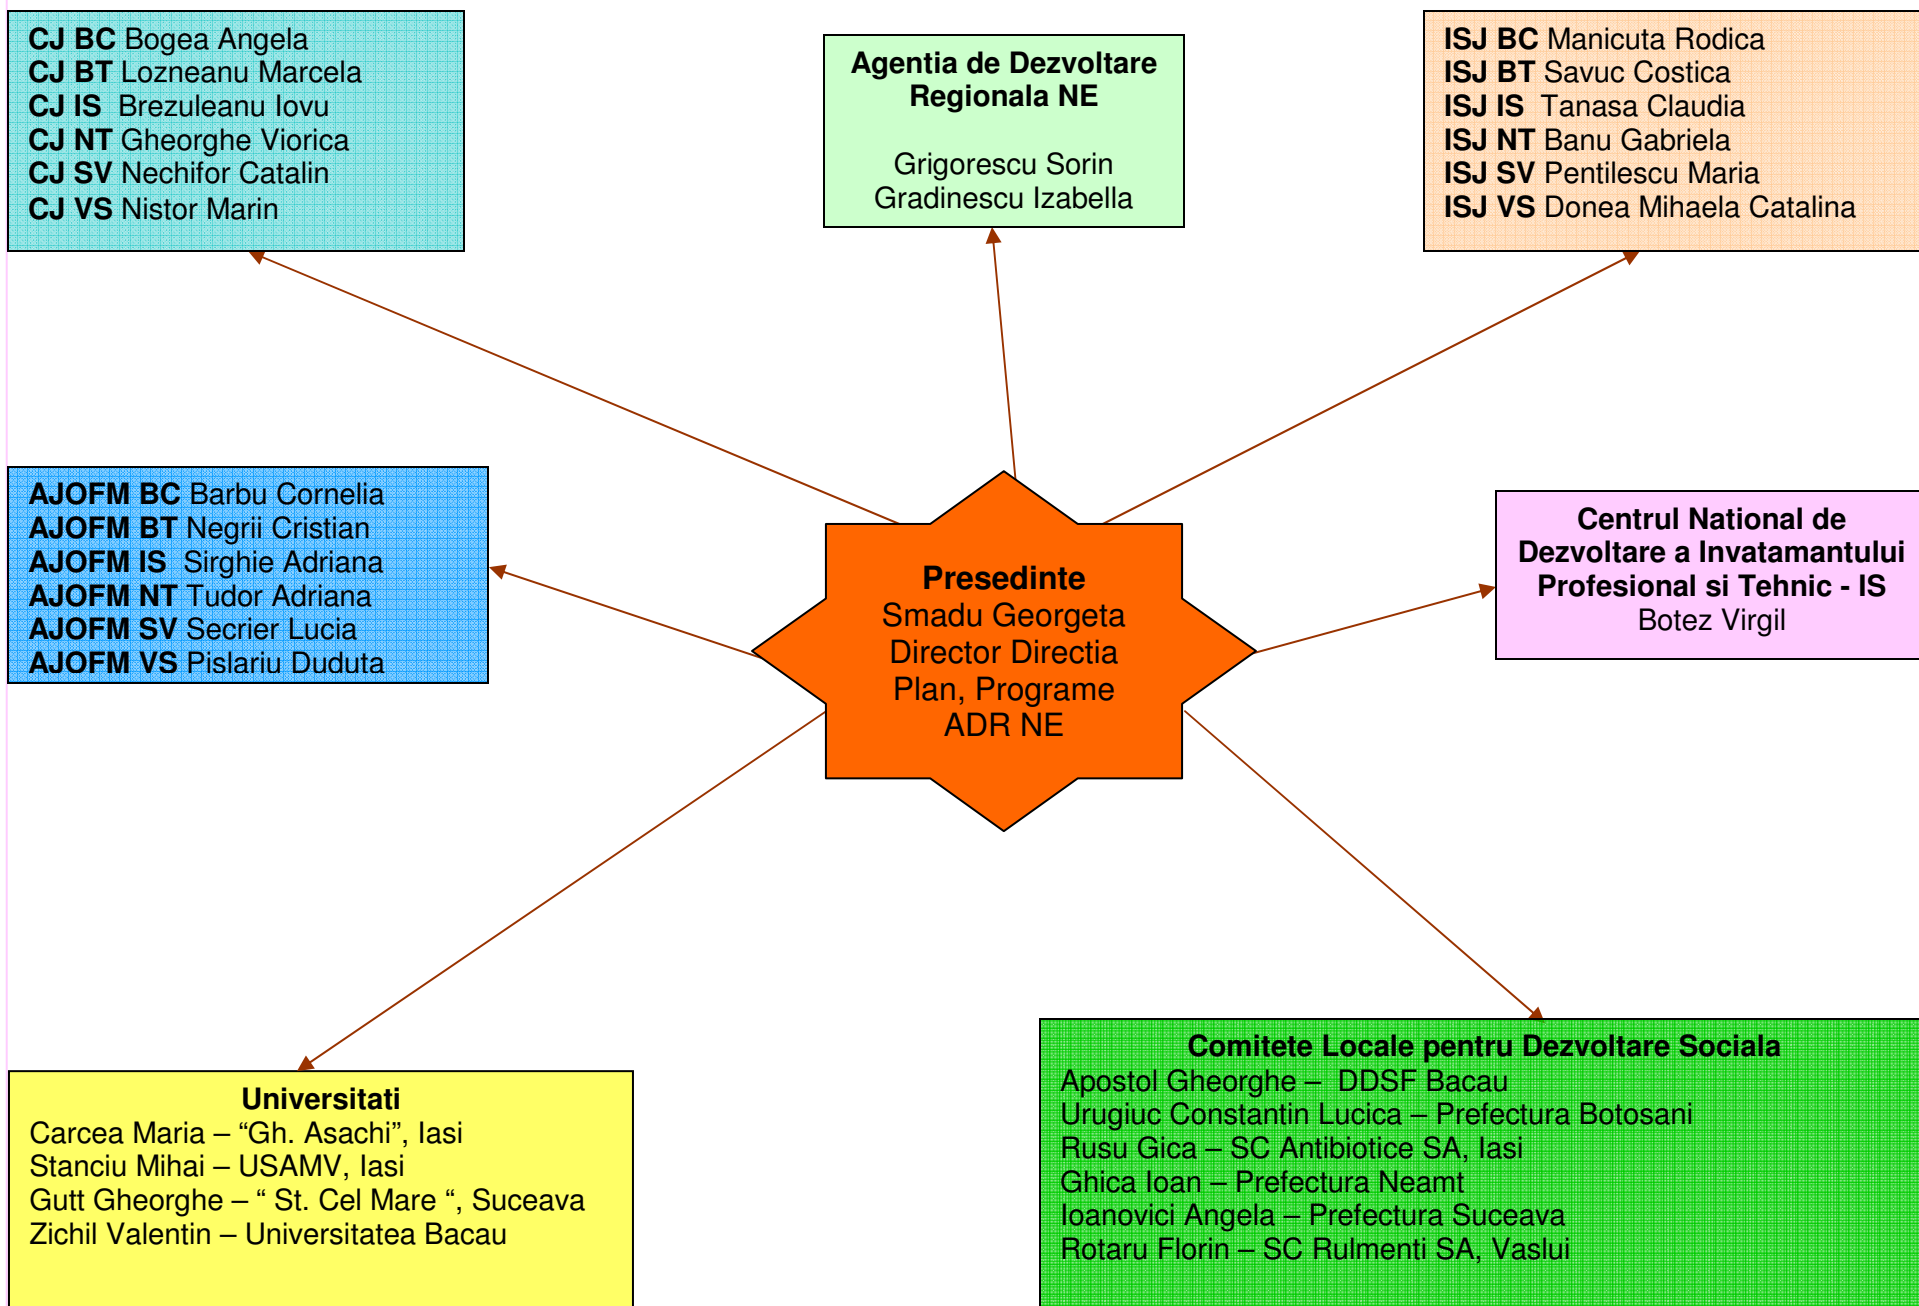 CJ BC Bogea Angela
CJ BT Lozneanu Marcela
CJ IS Brezuleanu Iovu
CJ NT Gheorghe Viorica
CJ SV Nechifor Catalin
CJ VS Nistor Marin
Agentia de Dezvoltare
Regionala NE
Grigorescu Sorin
Gradinescu Izabella
ISJ BC Manicuta Rodica
ISJ BT Savuc Costica
ISJ IS Tanasa Claudia
ISJ NT Banu Gabriela
ISJ SV Pentilescu Maria
ISJ VS Donea Mihaela Catalina
AJOFM BC Barbu Cornelia
AJOFM BT Negrii Cristian
AJOFM IS Sirghie Adriana
AJOFM NT Tudor Adriana
AJOFM SV Secrier Lucia
AJOFM VS Pislariu Duduta
Presedinte
Smadu Georgeta
Director Directia
Plan, Programe
ADR NE
Centrul National de
Dezvoltare a Invatamantului
Profesional si Tehnic - IS
Botez Virgil
Universitati
Carcea Maria – “Gh. Asachi”, Iasi
Stanciu Mihai – USAMV, Iasi
Gutt Gheorghe – “ St. Cel Mare “, Suceava
Zichil Valentin – Universitatea Bacau
Comitete Locale pentru Dezvoltare Sociala
Apostol Gheorghe – DDSF Bacau
Urugiuc Constantin Lucica – Prefectura Botosani
Rusu Gica – SC Antibiotice SA, Iasi
Ghica Ioan – Prefectura Neamt
Ioanovici Angela – Prefectura Suceava
Rotaru Florin – SC Rulmenti SA, Vaslui